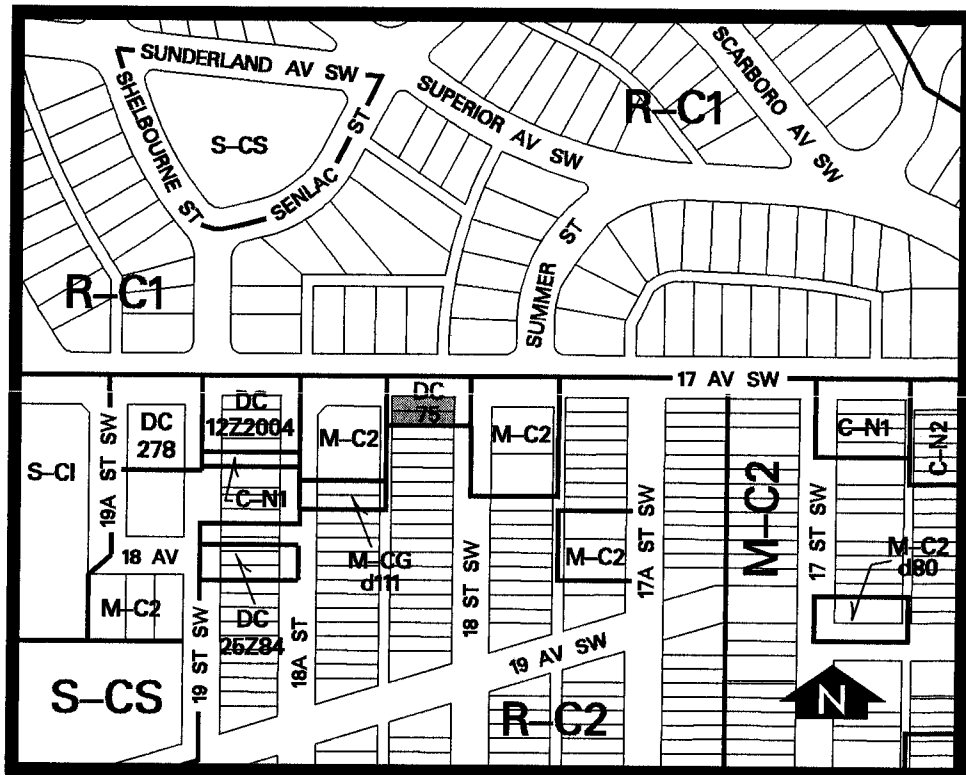 SUNDERLAND AV SW
SHELBOURNE ST
S-CS
SENLAC ST
SUPERIOR AV SW
R-C1
SCARBORO AV SW
SUMMER ST
R-C1
17 AV SW
DC
278
DC
12Z2004
M-C2
DC
75
M-C2
C-N1
C-N2
S-CI
19A ST SW
C-N1
M-C2
17 ST SW
18 AV
M-CG
d111
18 ST SW
M-C2
17A ST SW
M-C2
d80
M-C2
DC
25Z84
19 ST SW
18A ST
19 AV SW
S-CS
R-C2
N